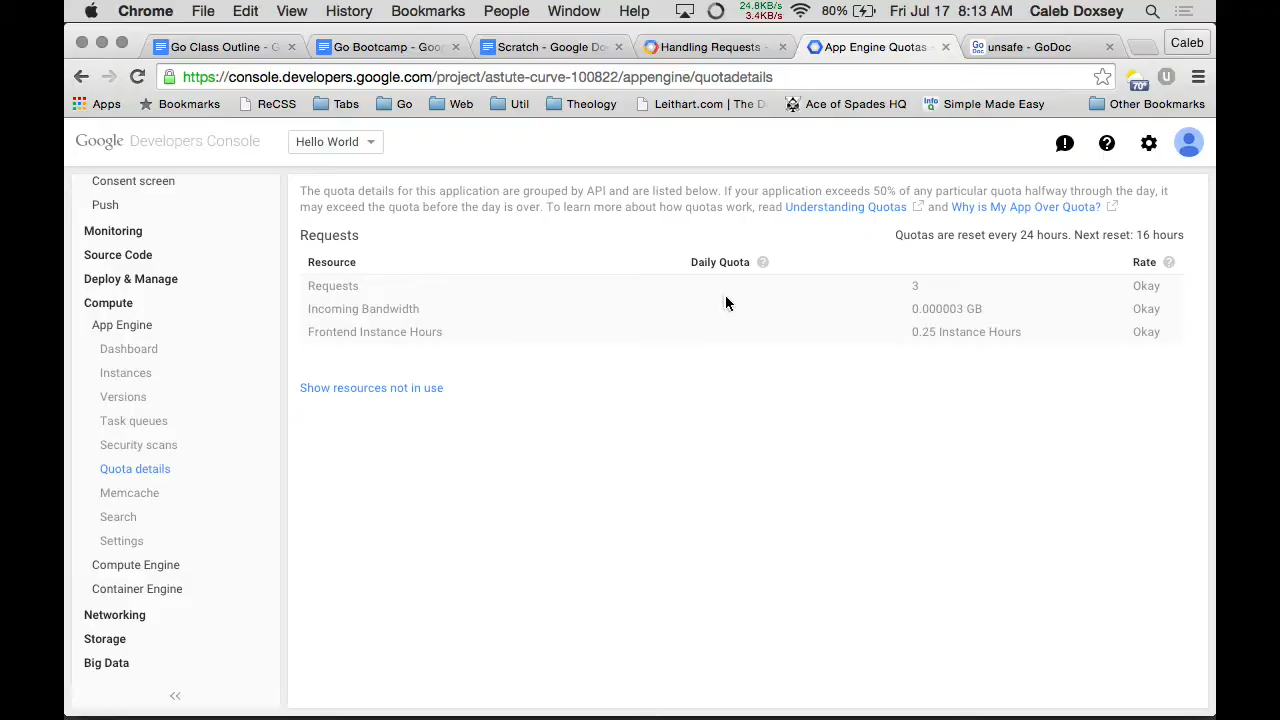 Chrome File Edit View History Bookmarks People Window Help 24.8KB/s 3.4KB/s 80% Fri Jul 17 8:13 AM Caleb Doxsey
Go Class Outline - G Go Bootcamp - Goo Scratch - Google Do Handling Requests App Engine Quotas - Go Doc unsafe - GoDoc Caleb
https://console.developers.google.com/project/astute-curve-100822/appengine/quotadetails 70° u
Apps Bookmarks ReCSS Tabs Go Web Util Theology Leithart.com | The D Ace of Spades HQ Info Q Simple Made Easy Other Bookmarks
Google Developers Console Hello World
Consent screen
Push
Monitoring
Source Code
Deploy & Manage
Compute
App Engine
Dashboard
Instances
Versions
Task queues
Security scans
Quota details
Memcache
Search
Settings
Compute Engine
Container Engine
Networking
Storage
Big Data
The quota details for this application are grouped by API and are listed below. If your application exceeds 50% of any particular quota halfway through the day, it
may exceed the quota before the day is over. To learn more about how quotas work, read Understanding Quotas and Why is My App Over Quota?
Requests Quotas are reset every 24 hours. Next reset: 16 hours
Resource Daily Quota Rate
Requests 3 Okay
Incoming Bandwidth 0.000003 GB Okay
Frontend Instance Hours 0.25 Instance Hours Okay
Show resources not in use